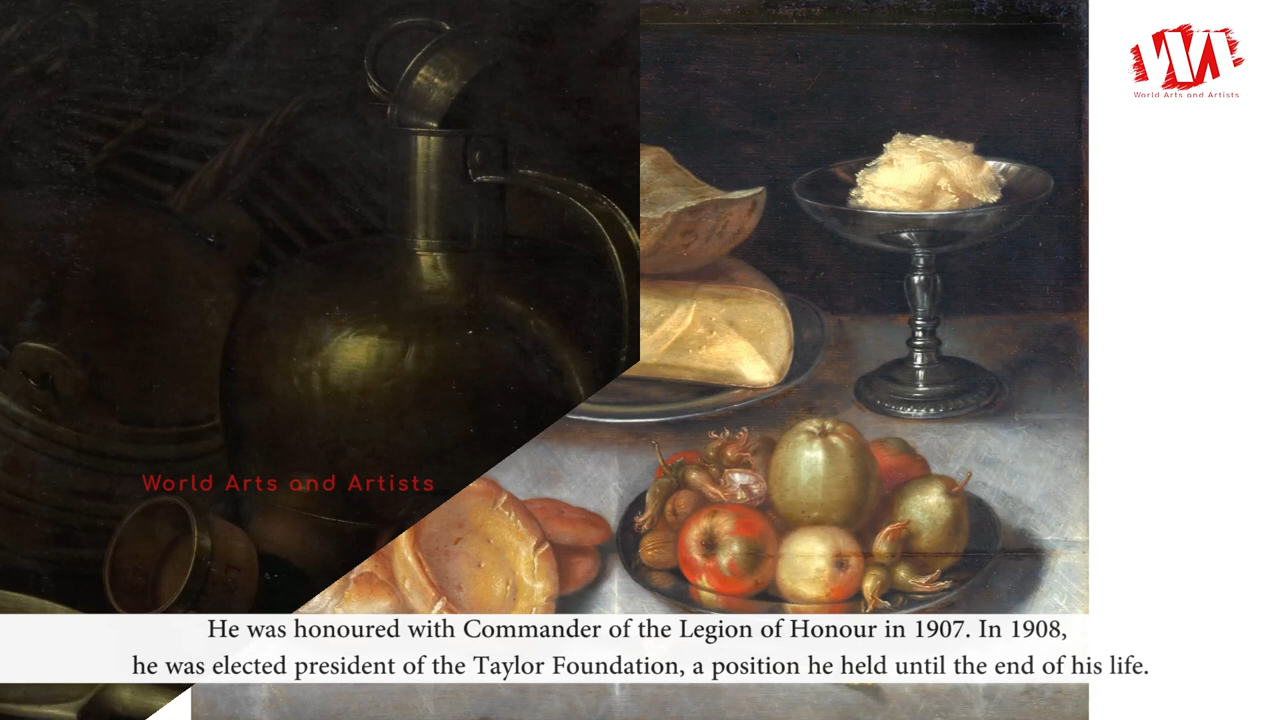 World Arts and Artists
World Arts and Artists
He was honoured with Commander of the Legion of Honour in 1907. In 1908,
he was elected president of the Taylor Foundation, a position he held until the end of his life.